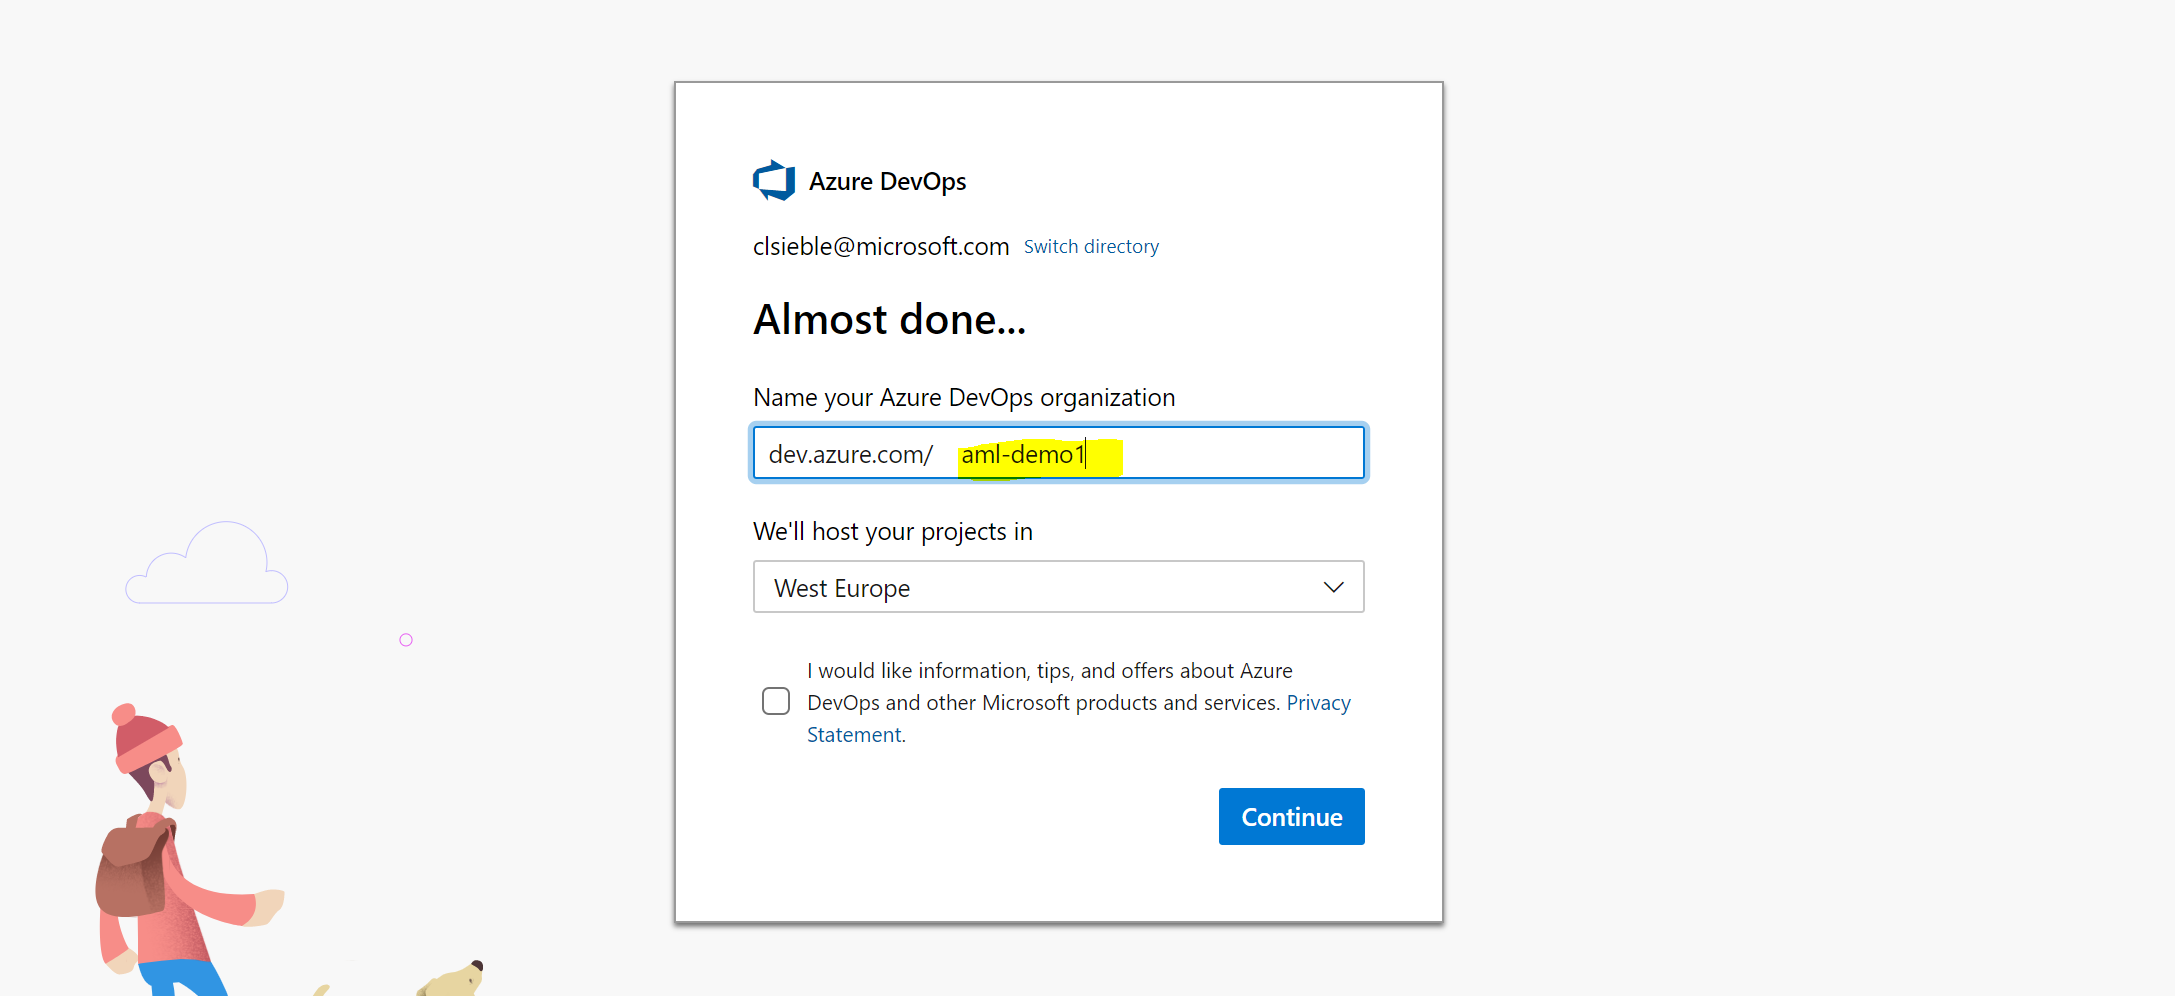 Azure DevOps
clsieble@microsoft.com Switch directory
Almost done...
Name your Azure DevOps organization
dev.azure.com/ aml-demo1
We'll host your projects in
West Europe
I would like information, tips, and offers about Azure
DevOps and other Microsoft products and services. Privacy
Statement.
Continue